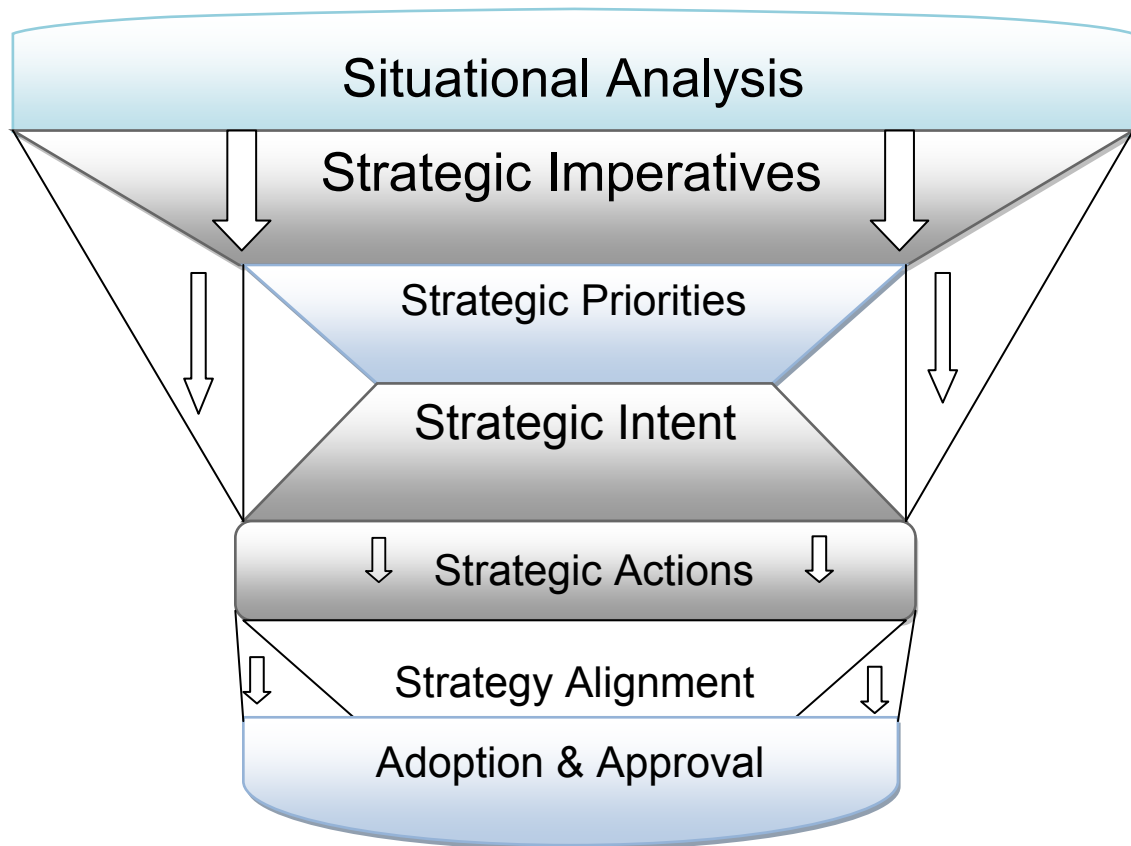 Situational Analysis
Strategic Imperatives
Strategic Priorities
Strategic Intent
Strategic Actions
Strategy Alignment
Adoption & Approval